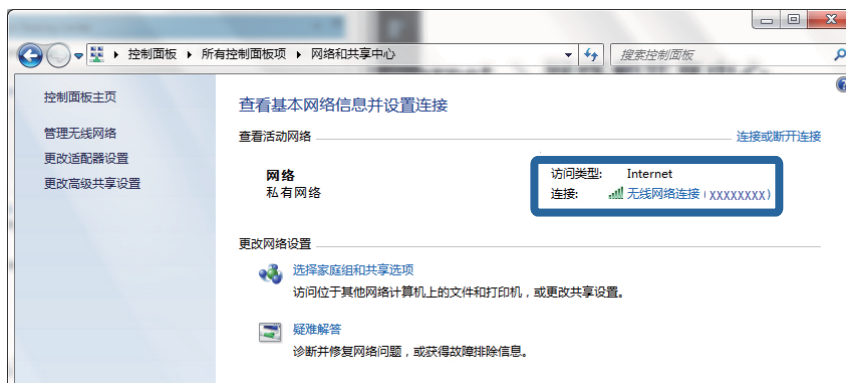 控制面板 ▸ 所有控制面板项 ▸ 网络和共享中心
搜索控制面板
控制面板主页
管理无线网络
更改适配器设置
更改高级共享设置
查看基本网络信息并设置连接
查看活动网络
连接或断开连接
网络
私有网络
访问类型: Internet
连接: 无线网络连接 (XXXXXXXX)
更改网络设置
选择家庭组和共享选项
访问位于其他网络计算机上的文件和打印机，或更改共享设置。
疑难解答
诊断并修复网络问题，或获得故障排除信息。